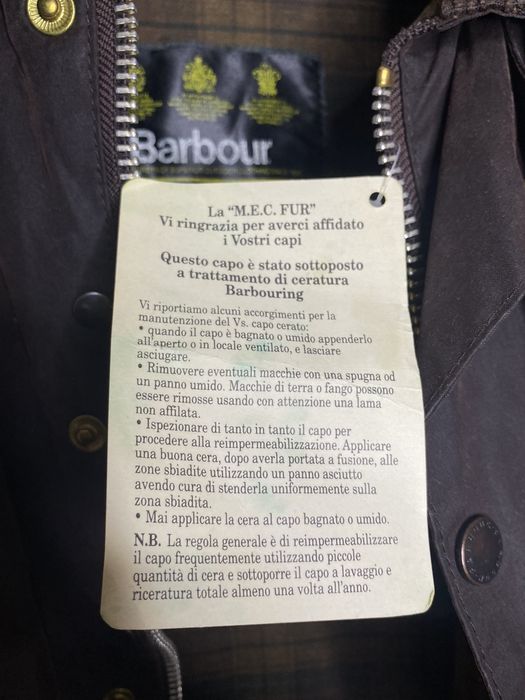 Barbour
La "M.E.C. FUR"
Vi ringrazia per averci affidato
i Vostri capi
Questo capo è stato sottoposto
a trattamento di ceratura
Barbouring
Vi riportiamo alcuni accorgimenti per la
manutenzione del Vs. capo cerato:
• quando il capo è bagnato o umido appenderlo
all'aperto o in locale ventilato, e lasciare
asciugare.
• Rimuovere eventuali macchie con una spugna od
un panno umido. Macchie di terra o fango possono
essere rimosse usando con attenzione una lama
non affilata.
• Ispezionare di tanto in tanto il capo per
procedere alla reimpermeabilizzazione. Applicare
una buona cera, dopo averla portata a fusione, alle
zone sbiadite utilizzando un panno asciutto
avendo cura di stenderla uniformemente sulla
zona sbiadita.
• Mai applicare la cera al capo bagnato o umido.
N.B. La regola generale è di reimpermeabilizzare
il capo frequentemente utilizzando piccole
quantità di cera e sottoporre il capo a lavaggio e
riceratura totale almeno una volta all'anno.